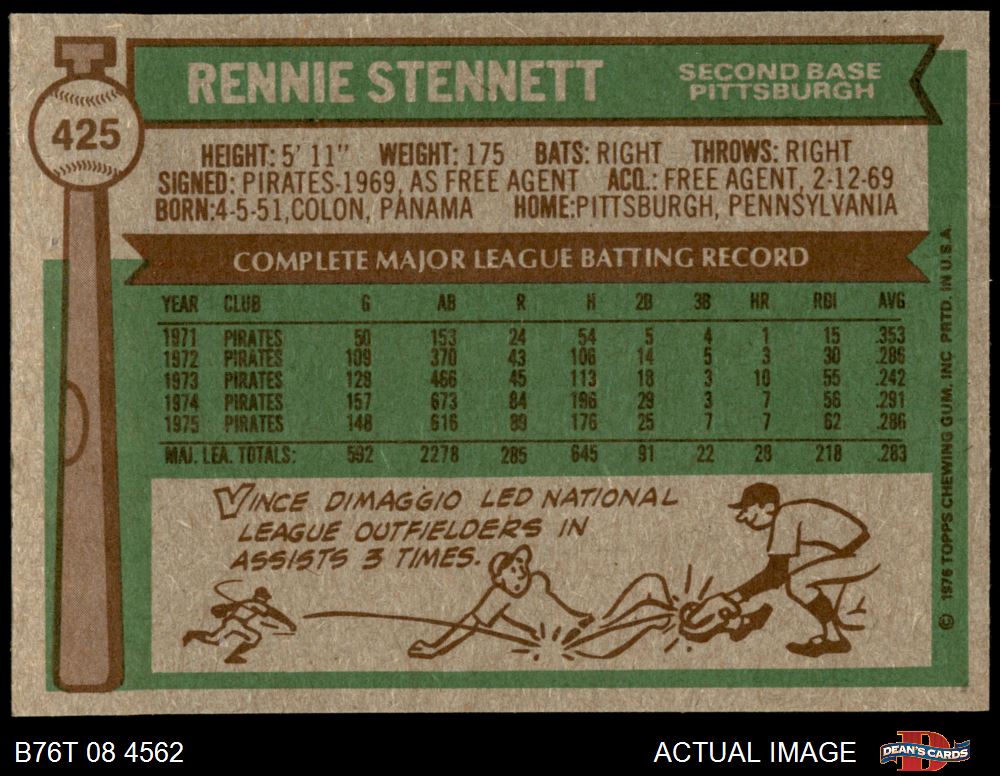 425
RENNIE STENNETT
SECOND BASE
PITTSBURGH
HEIGHT: 5' 11" WEIGHT: 175 BATS: RIGHT THROWS: RIGHT
SIGNED: PIRATES-1969, AS FREE AGENT ACQ.: FREE AGENT, 2-12-69
BORN:4-5-51,COLON, PANAMA HOME:PITTSBURGH, PENNSYLVANIA
COMPLETE MAJOR LEAGUE BATTING RECORD
YEAR CLUB G AB R H 2B 3B HR RBI AVG
1971 PIRATES 50 153 24 54 5 4 1 15 .353
1972 PIRATES 109 370 43 106 14 5 3 30 .286
1973 PIRATES 128 466 45 113 18 3 10 55 .242
1974 PIRATES 157 673 84 196 29 3 7 56 .291
1975 PIRATES 148 616 89 176 25 7 7 62 .286
MAJ. LEA. TOTALS: 592 2278 285 645 91 22 28 218 .283
VINCE DIMAGGIO LED NATIONAL
LEAGUE OUTFIELDERS IN
ASSISTS 3 TIMES.
© 1976 TOPPS CHEWING GUM, INC PRTD. IN U.S.A.
B76T 08 4562
ACTUAL IMAGE
DEAN'S CARDS